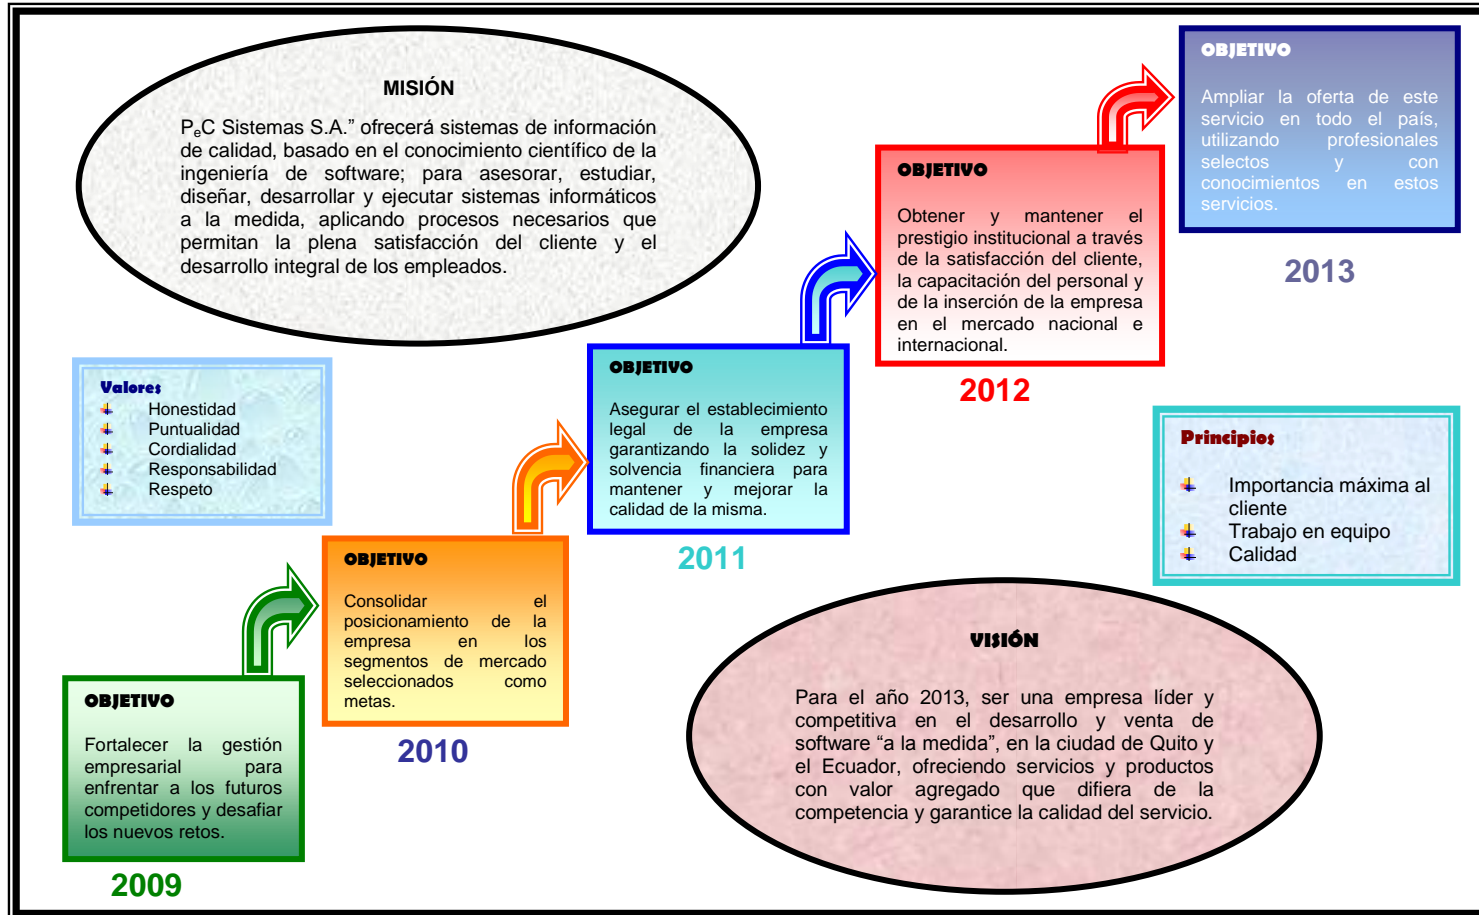 MISIÓN
PeC Sistemas S.A.” ofrecerá sistemas de información
de calidad, basado en el conocimiento científico de la
ingeniería de software; para asesorar, estudiar,
diseñar, desarrollar y ejecutar sistemas informáticos
a la medida, aplicando procesos necesarios que
permitan la plena satisfacción del cliente y el
desarrollo integral de los empleados.
OBJETIVO
Ampliar la oferta de este
servicio en todo el país,
utilizando profesionales
selectos y con
conocimientos en estos
servicios.
2013
OBJETIVO
Obtener y mantener el
prestigio institucional a través
de la satisfacción del cliente,
la capacitación del personal y
de la inserción de la empresa
en el mercado nacional e
internacional.
2012
OBJETIVO
Asegurar el establecimiento
legal de la empresa
garantizando la solidez y
solvencia financiera para
mantener y mejorar la
calidad de la misma.
2011
Valores
Honestidad
Puntualidad
Cordialidad
Responsabilidad
Respeto
Principios
Importancia máxima al
cliente
Trabajo en equipo
Calidad
OBJETIVO
Consolidar el
posicionamiento de la
empresa en los
segmentos de mercado
seleccionados como
metas.
2010
OBJETIVO
Fortalecer la gestión
empresarial para
enfrentar a los futuros
competidores y desafiar
los nuevos retos.
2009
VISIÓN
Para el año 2013, ser una empresa líder y
competitiva en el desarrollo y venta de
software “a la medida”, en la ciudad de Quito y
el Ecuador, ofreciendo servicios y productos
con valor agregado que difiera de la
competencia y garantice la calidad del servicio.